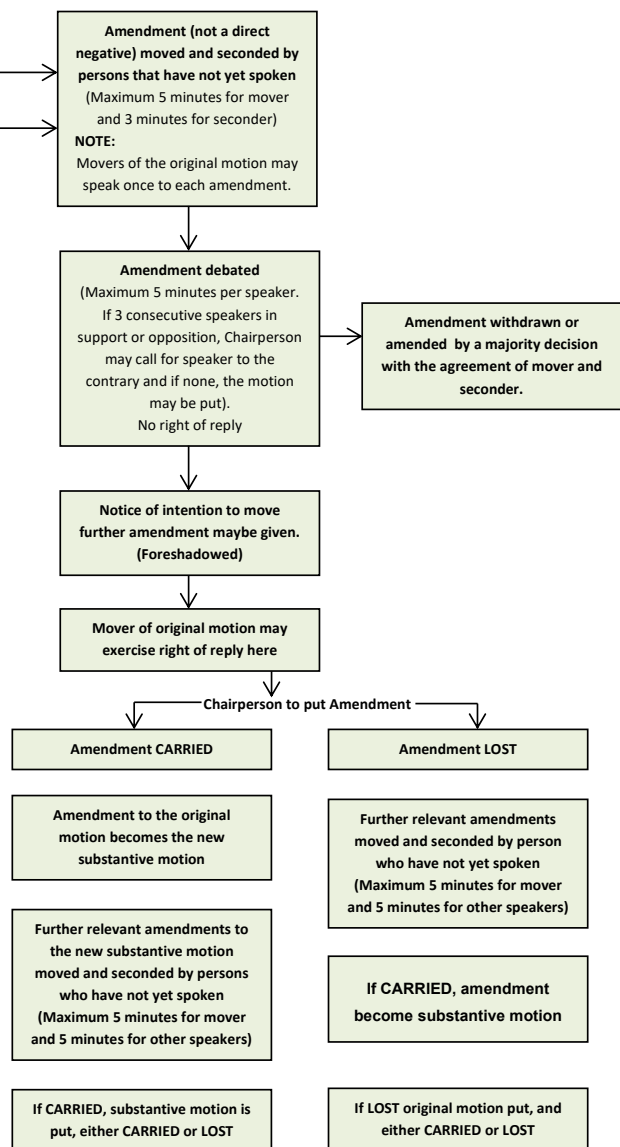 Amendment (not a direct
negative) moved and seconded by
persons that have not yet spoken
(Maximum 5 minutes for mover
and 3 minutes for seconder)
NOTE:
Movers of the original motion may
speak once to each amendment.
Amendment debated
(Maximum 5 minutes per speaker.
If 3 consecutive speakers in
support or opposition, Chairperson
may call for speaker to the
contrary and if none, the motion
may be put).
No right of reply
Amendment withdrawn or
amended by a majority decision
with the agreement of mover and
seconder.
Notice of intention to move
further amendment maybe given.
(Foreshadowed)
Mover of original motion may
exercise right of reply here
Chairperson to put Amendment
Amendment CARRIED
Amendment to the original
motion becomes the new
substantive motion
Further relevant amendments to
the new substantive motion
moved and seconded by persons
who have not yet spoken
(Maximum 5 minutes for mover
and 5 minutes for other speakers)
If CARRIED, substantive motion is
put, either CARRIED or LOST
Amendment LOST
Further relevant amendments
moved and seconded by person
who have not yet spoken
(Maximum 5 minutes for mover
and 5 minutes for other speakers)
If CARRIED, amendment
become substantive motion
If LOST original motion put, and
either CARRIED or LOST